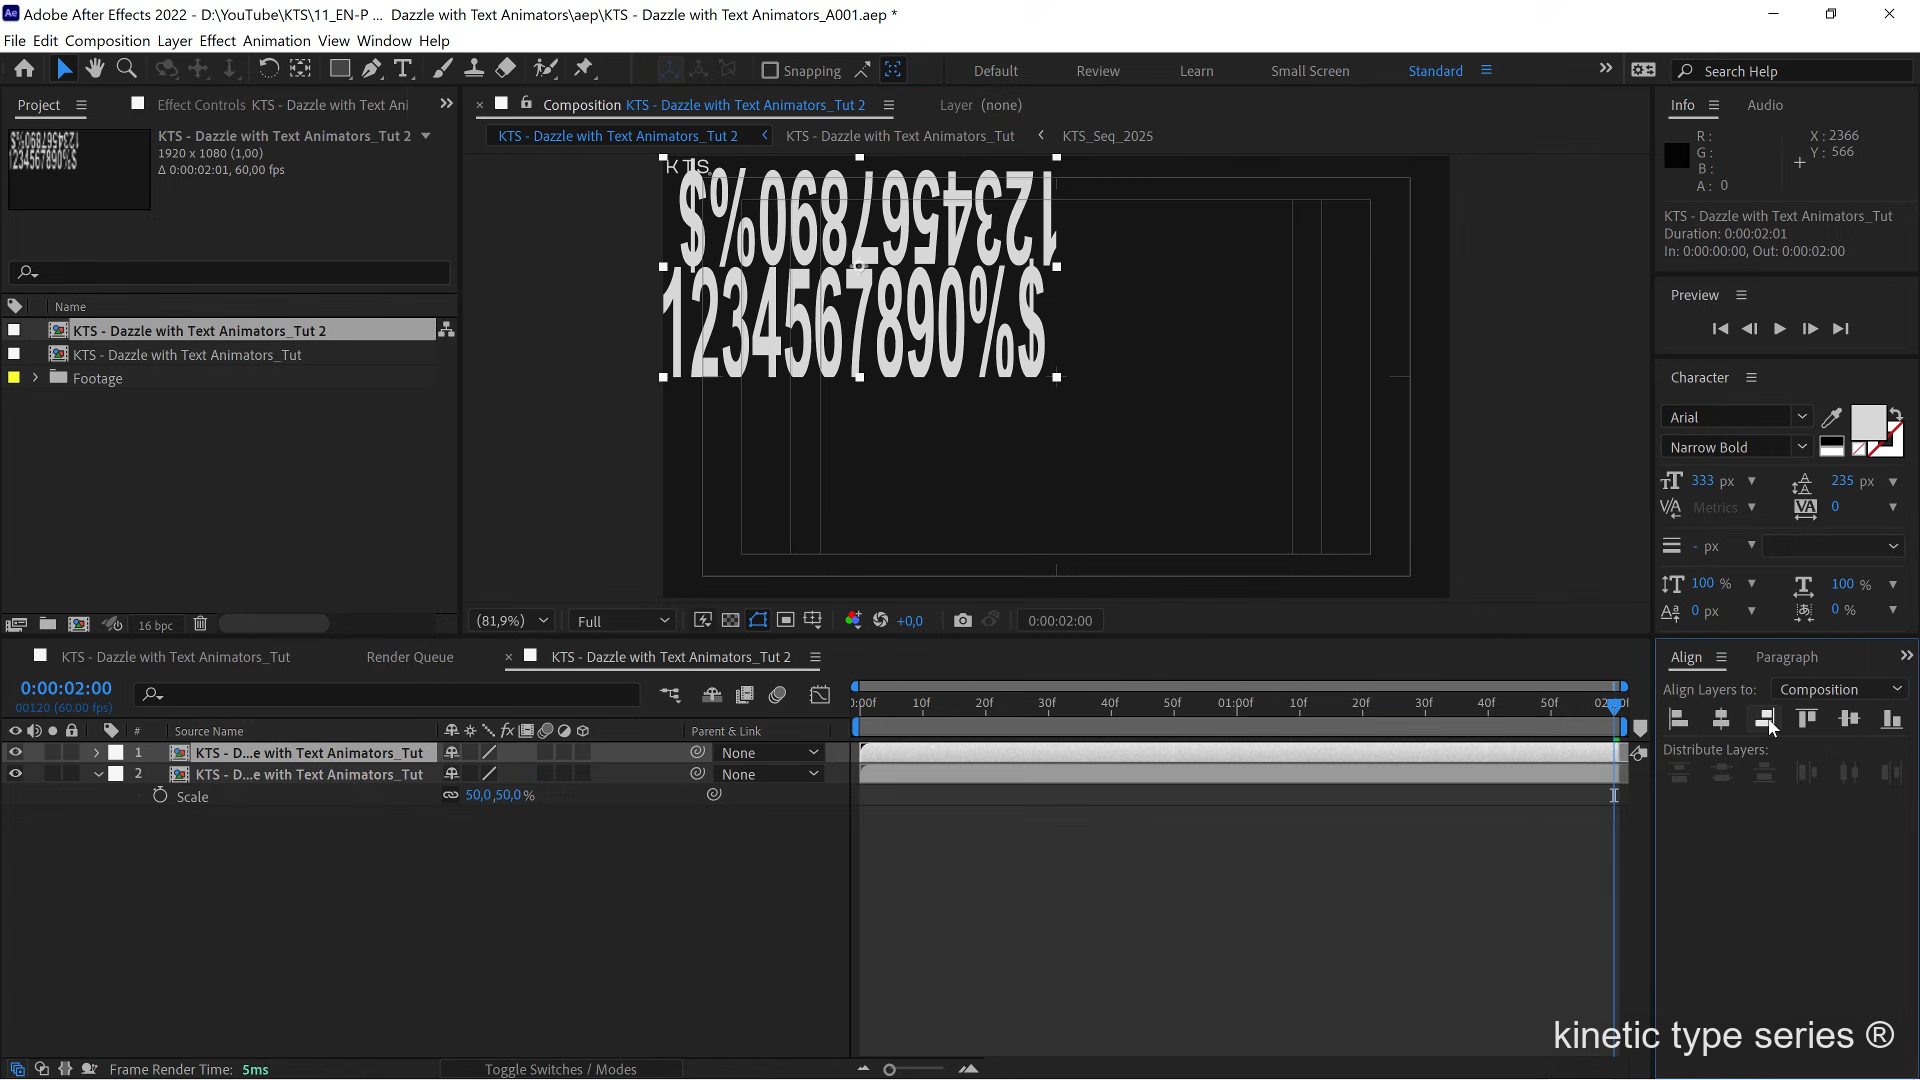 Adobe After Effects 2022 - D:\YouTube\KTS\11_EN-P ... Dazzle with Text Animators\aep\KTS - Dazzle with Text Animators_A001.aep *
File Edit Composition Layer Effect Animation View Window Help
Snapping
Default Review Learn Small Screen Standard
Search Help
Project
Effect Controls KTS - Dazzle with Text Ani
Composition KTS - Dazzle with Text Animators_Tut 2
Layer (none)
Info Audio
KTS - Dazzle with Text Animators_Tut 2
1920 x 1080 (1,00)
Δ 0:00:02:01, 60,00 fps
KTS - Dazzle with Text Animators_Tut 2 KTS - Dazzle with Text Animators_Tut KTS_Seq_2025
R :
G :
B :
A : 0
X : 2366
Y : 566
KTS - Dazzle with Text Animators_Tut
Duration: 0:00:02:01
In: 0:00:00:00, Out: 0:00:02:00
KTS
1234567890%$
1234567890%$
Name
KTS - Dazzle with Text Animators_Tut 2
KTS - Dazzle with Text Animators_Tut
Footage
16 bpc
Preview
Character
Arial
Narrow Bold
333 px 235 px
Metrics 0
- px
100 % 100 %
0 px 0 %
(81,9%) Full +0,0 0:00:02:00
KTS - Dazzle with Text Animators_Tut Render Queue KTS - Dazzle with Text Animators_Tut 2
0:00:02:00
00120 (60.00 fps)
# Source Name Parent & Link
0:00f 10f 20f 30f 40f 50f 01:00f 10f 20f 30f 40f 50f
1 KTS - D...e with Text Animators_Tut None
2 KTS - D...e with Text Animators_Tut None
Scale 50,0,50,0 %
Align Paragraph
Align Layers to: Composition
Distribute Layers:
kinetic type series ®
Frame Render Time: 5ms
Toggle Switches / Modes